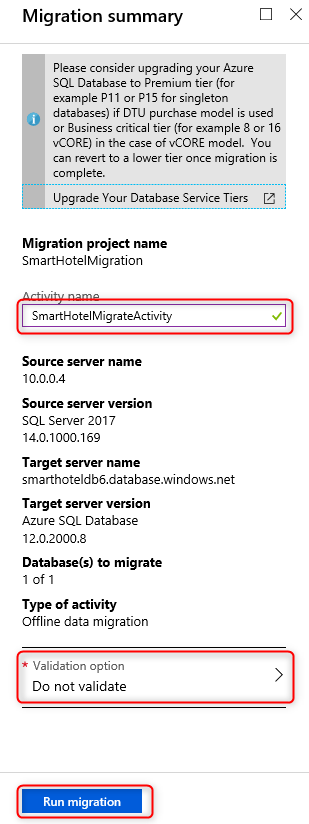 Migration summary
Please consider upgrading your Azure
SQL Database to Premium tier (for
example P11 or P15 for singleton
databases) if DTU purchase model is used
or Business critical tier (for example 8 or 16
vCORE) in the case of vCORE model.  You
can revert to a lower tier once migration is
complete.
Upgrade Your Database Service Tiers
Migration project name
SmartHotelMigration
Activity name
SmartHotelMigrateActivity
Source server name
10.0.0.4
Source server version
SQL Server 2017
14.0.1000.169
Target server name
smarthoteldb6.database.windows.net
Target server version
Azure SQL Database
12.0.2000.8
Database(s) to migrate
1 of 1
Type of activity
Offline data migration
* Validation option
Do not validate
Run migration